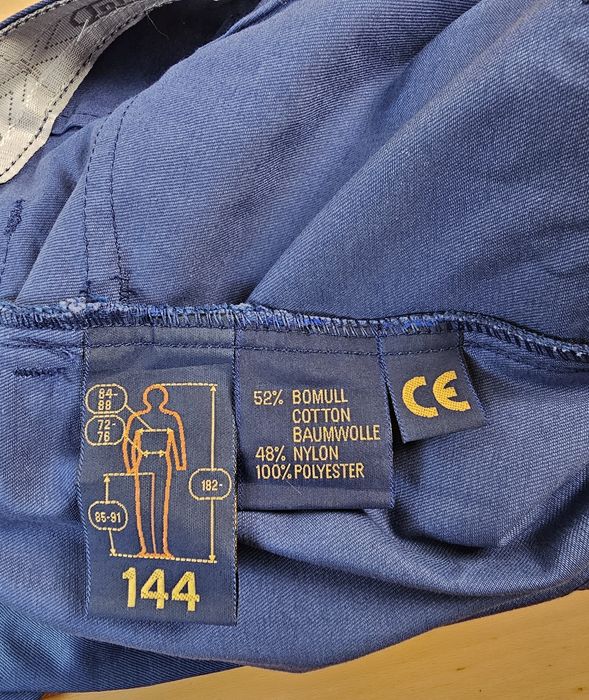 84-
88
72-
76
182-
85-91
144
52% BOMULL
COTTON
BAUMWOLLE
48% NYLON
100% POLYESTER
CE